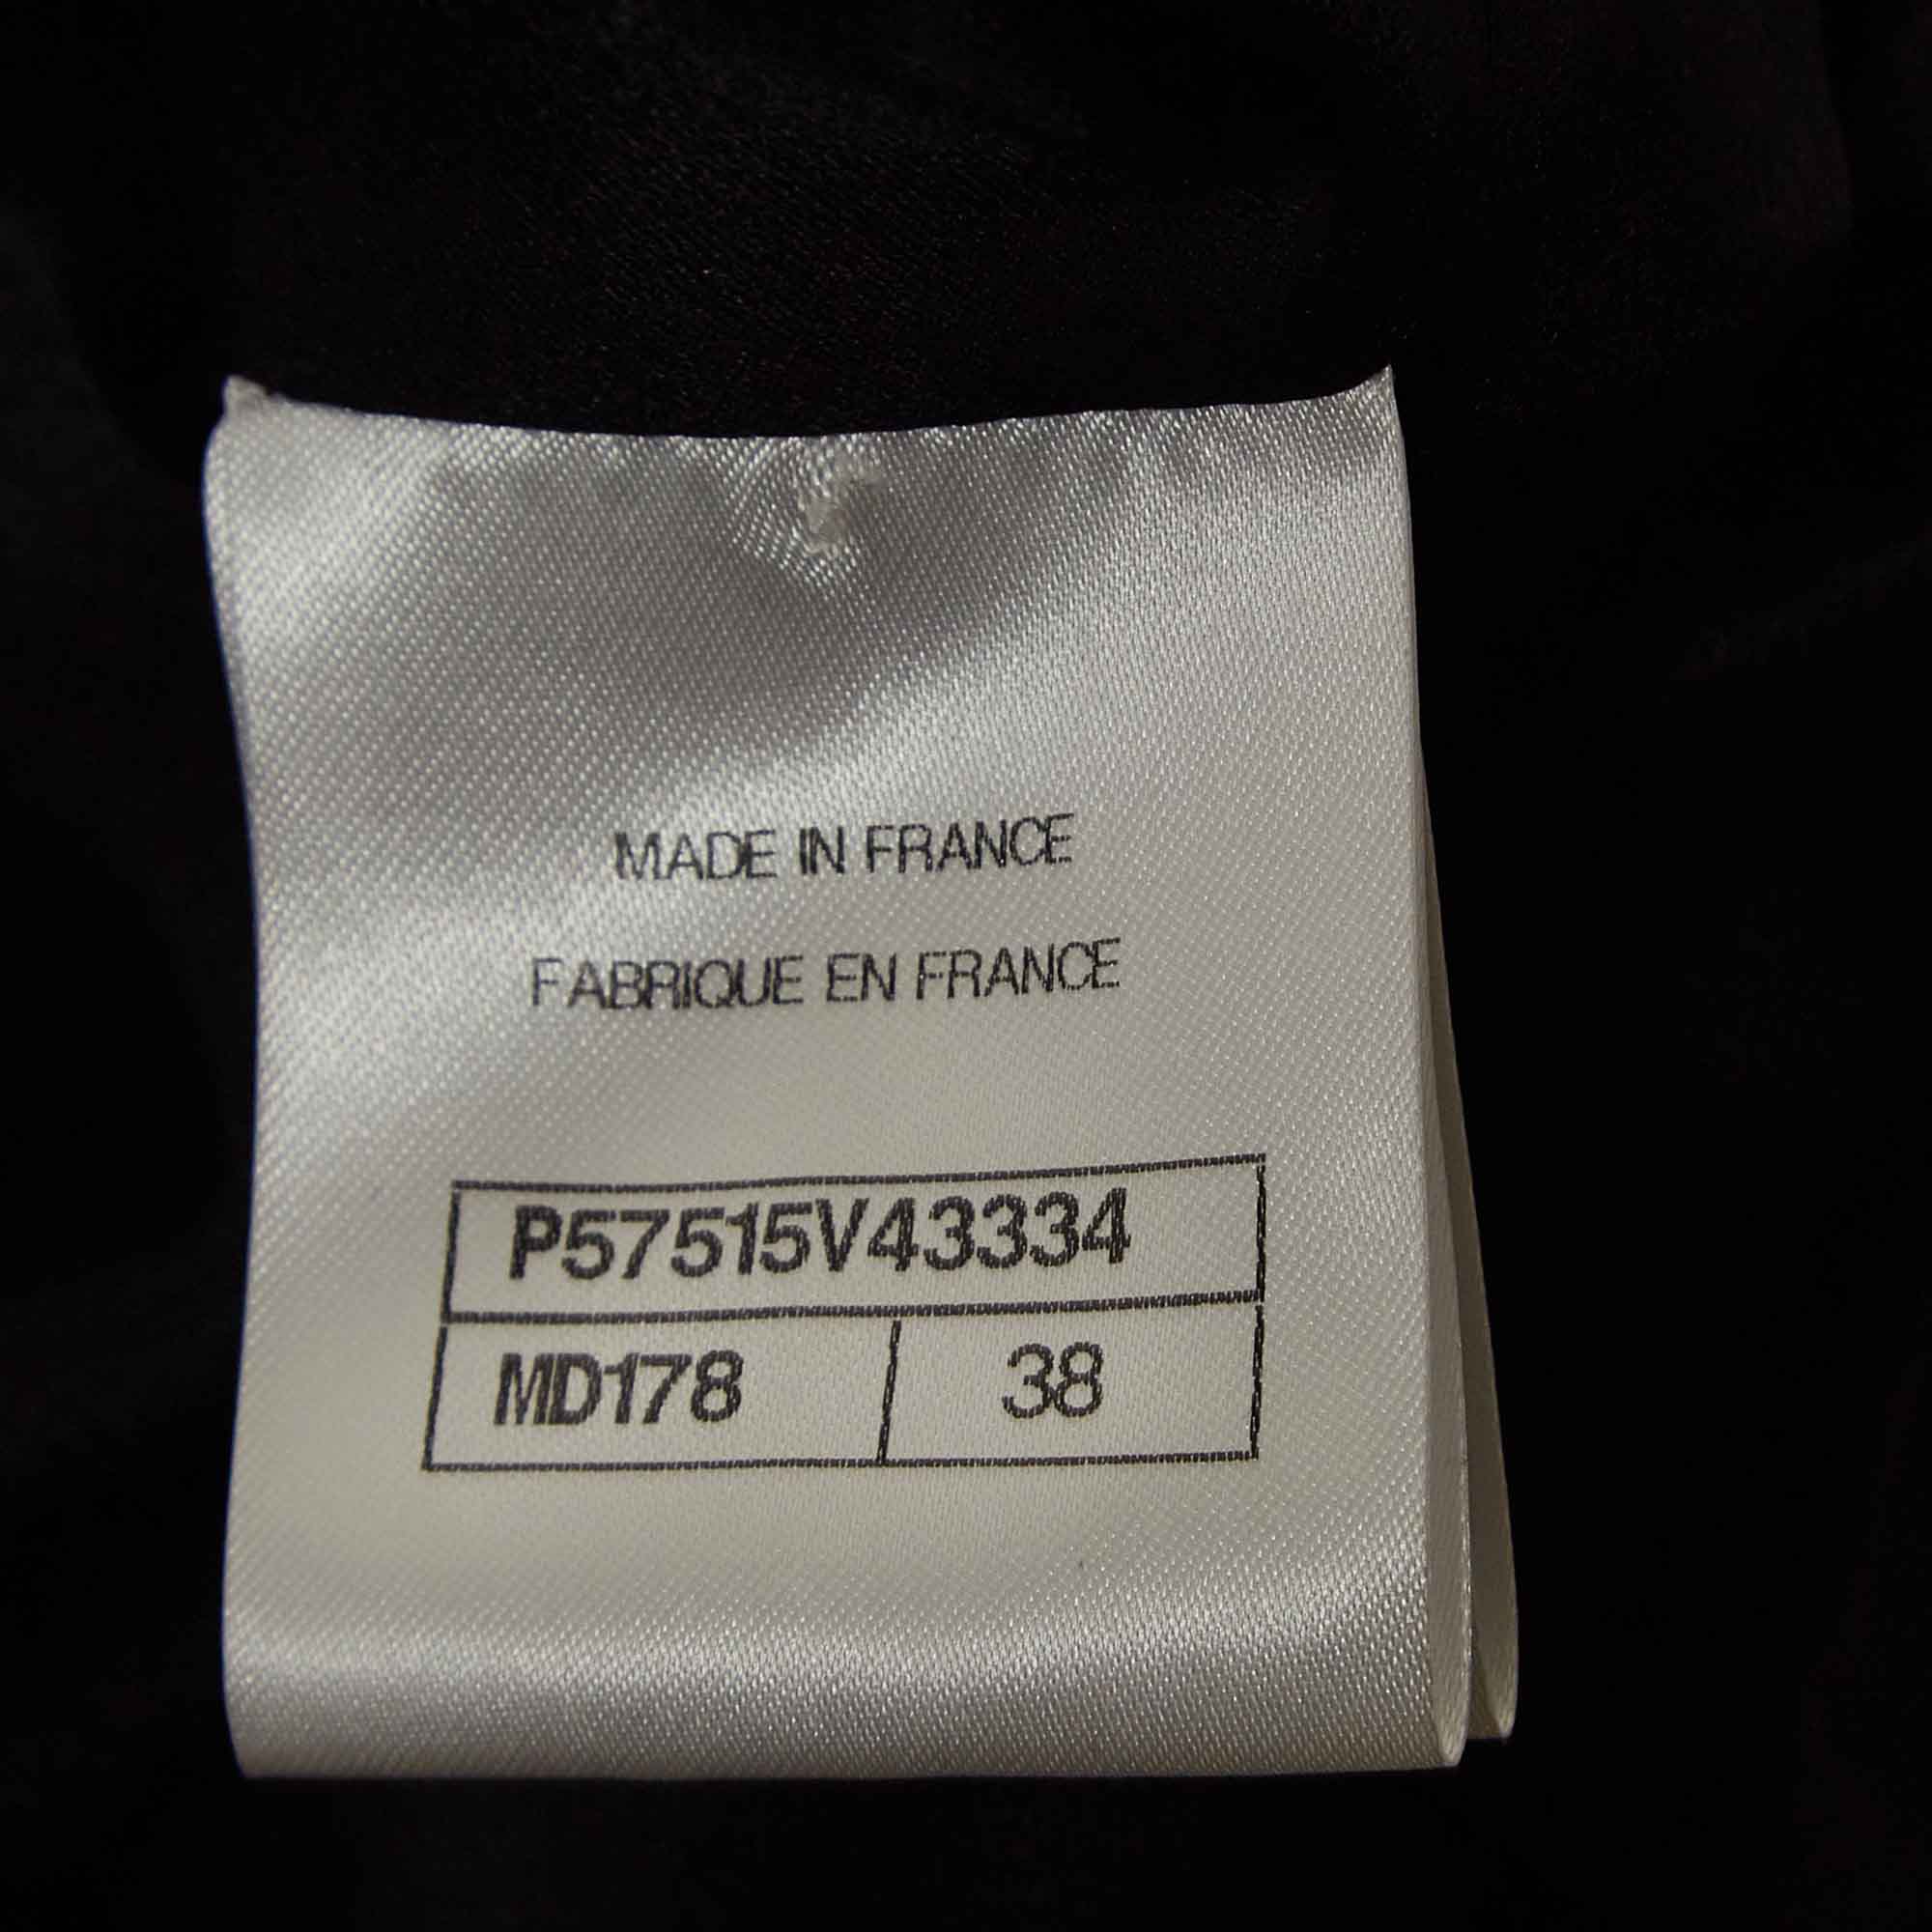 MADE IN FRANCE
FABRIQUE EN FRANCE
P57515V43334
MD178 38